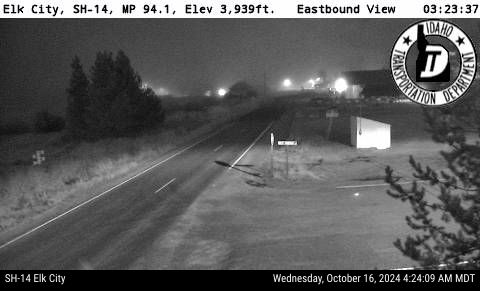 Elk City, SH-14, MP 94.1, Elev 3,939ft. Eastbound View 03:23:37
IDAHO
TRANSPORTATION DEPARTMENT
SH-14 Elk City Wednesday, October 16, 2024 4:24:09 AM MDT